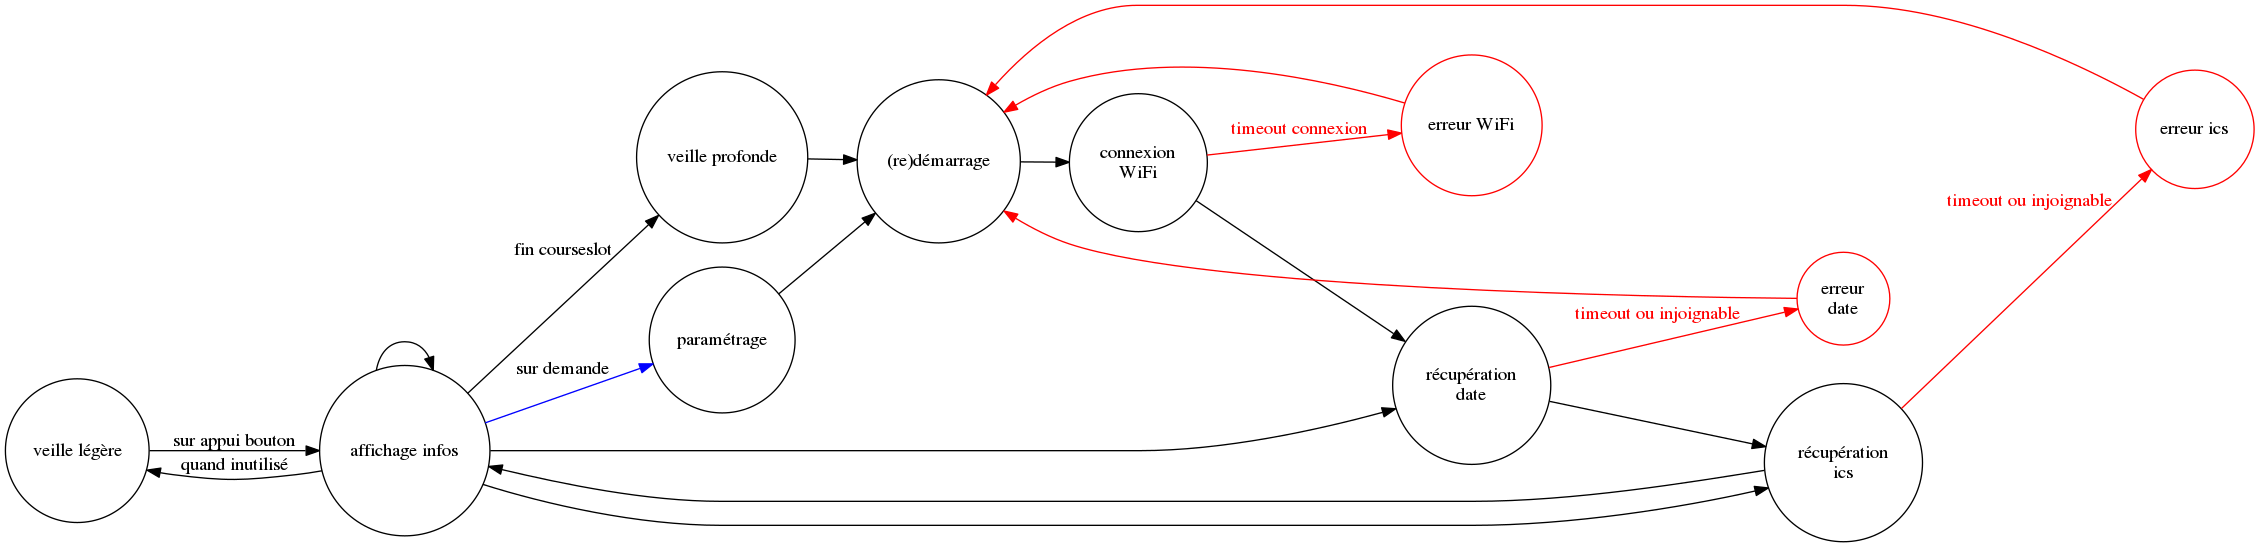 veille profonde
(re)démarrage
connexion
WiFi
timeout connexion
erreur WiFi
erreur ics
timeout ou injoignable
fin courseslot
erreur
date
timeout ou injoignable
paramétrage
sur demande
récupération
date
veille légère
sur appui bouton
quand inutilisé
affichage infos
récupération
ics